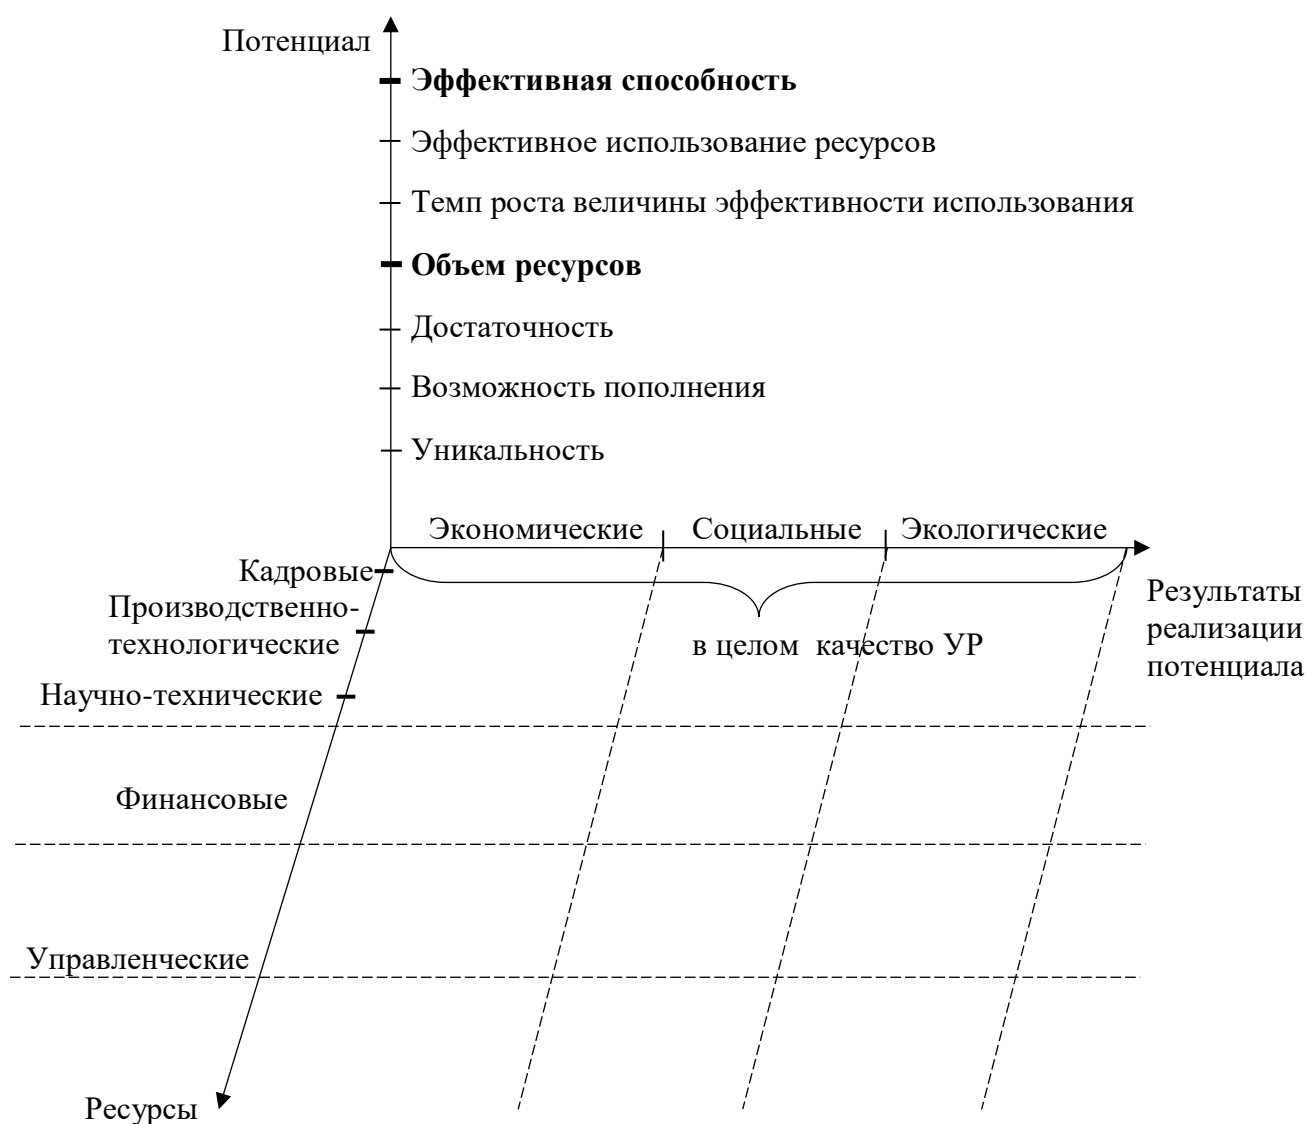 Потенциал
Эффективная способность
Эффективное использование ресурсов
Темп роста величины эффективности использования
Объем ресурсов
Достаточность
Возможность пополнения
Уникальность
Экономические
Социальные
Экологические
Кадровые
Производственно-
технологические
Научно-технические
Результаты
реализации
потенциала
в целом качество УР
Финансовые
Управленческие
Ресурсы